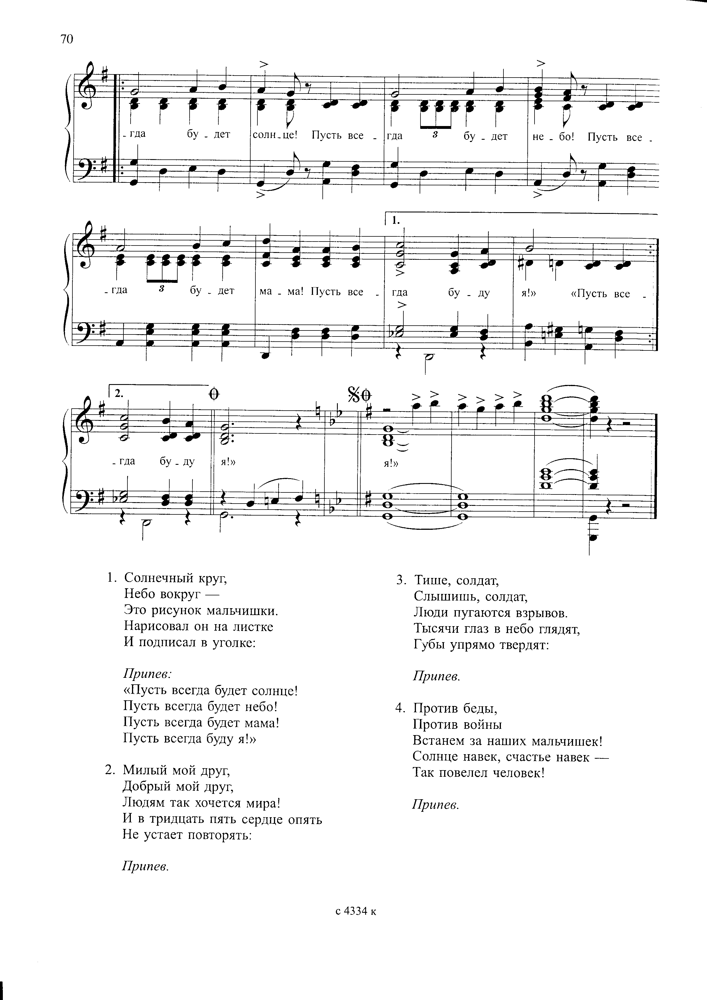 70
- гда бу - дет солн - це! Пусть все - гда 3 бу - дет не - бо! Пусть все -
1.
- гда 3 бу - дет ма - ма! Пусть все - гда бу - ду я!» «Пусть все -
2.
- гда бу - ду я!» я!»
1. Солнечный круг,
Небо вокруг —
Это рисунок мальчишки.
Нарисовал он на листке
И подписал в уголке:
Припев:
«Пусть всегда будет солнце!
Пусть всегда будет небо!
Пусть всегда будет мама!
Пусть всегда буду я!»
2. Милый мой друг,
Добрый мой друг,
Людям так хочется мира!
И в тридцать пять сердце опять
Не устает повторять:
Припев.
3. Тише, солдат,
Слышишь, солдат,
Люди пугаются взрывов.
Тысячи глаз в небо глядят,
Губы упрямо твердят:
Припев.
4. Против беды,
Против войны
Встанем за наших мальчишек!
Солнце навек, счастье навек —
Так повелел человек!
Припев.
с 4334 к